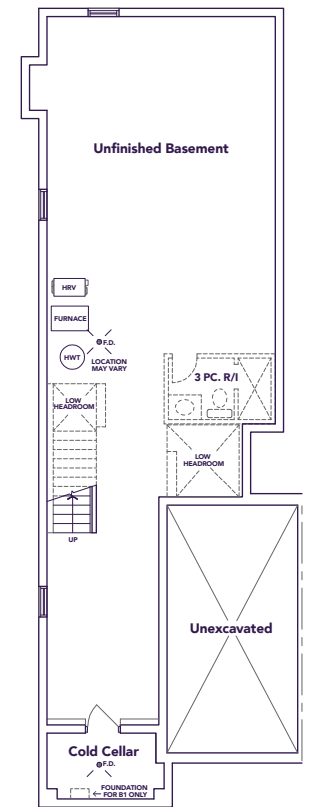 Unfinished Basement
HRV
FURNACE
F.D.
HWT
LOCATION
MAY VARY
3 PC. R/I
LOW
HEADROOM
LOW
HEADROOM
UP
Unexcavated
Cold Cellar
F.D.
FOUNDATION
FOR B1 ONLY